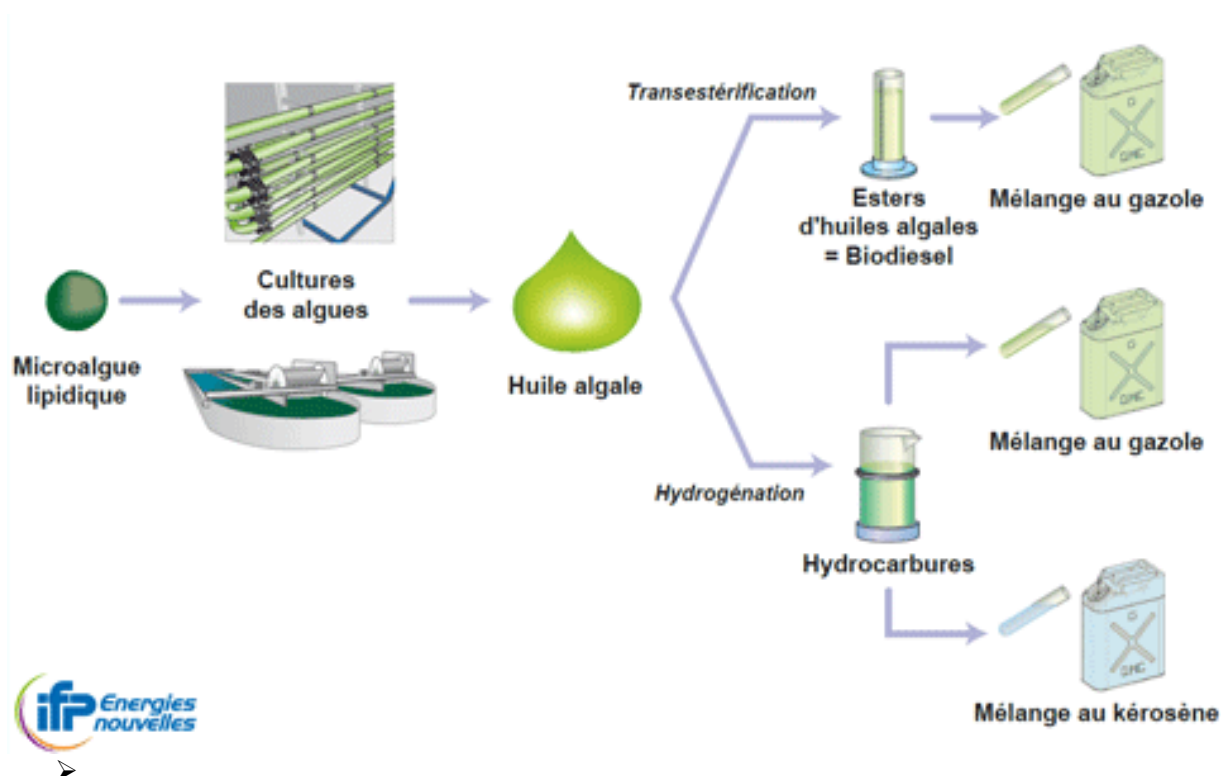 Transestérification
Esters
d'huiles algales
= Biodiesel
Mélange au gazole
Cultures
des algues
Microalgue
lipidique
Huile algale
Mélange au gazole
Hydrogénation
Hydrocarbures
Mélange au kérosène
ifp Energies
nouvelles